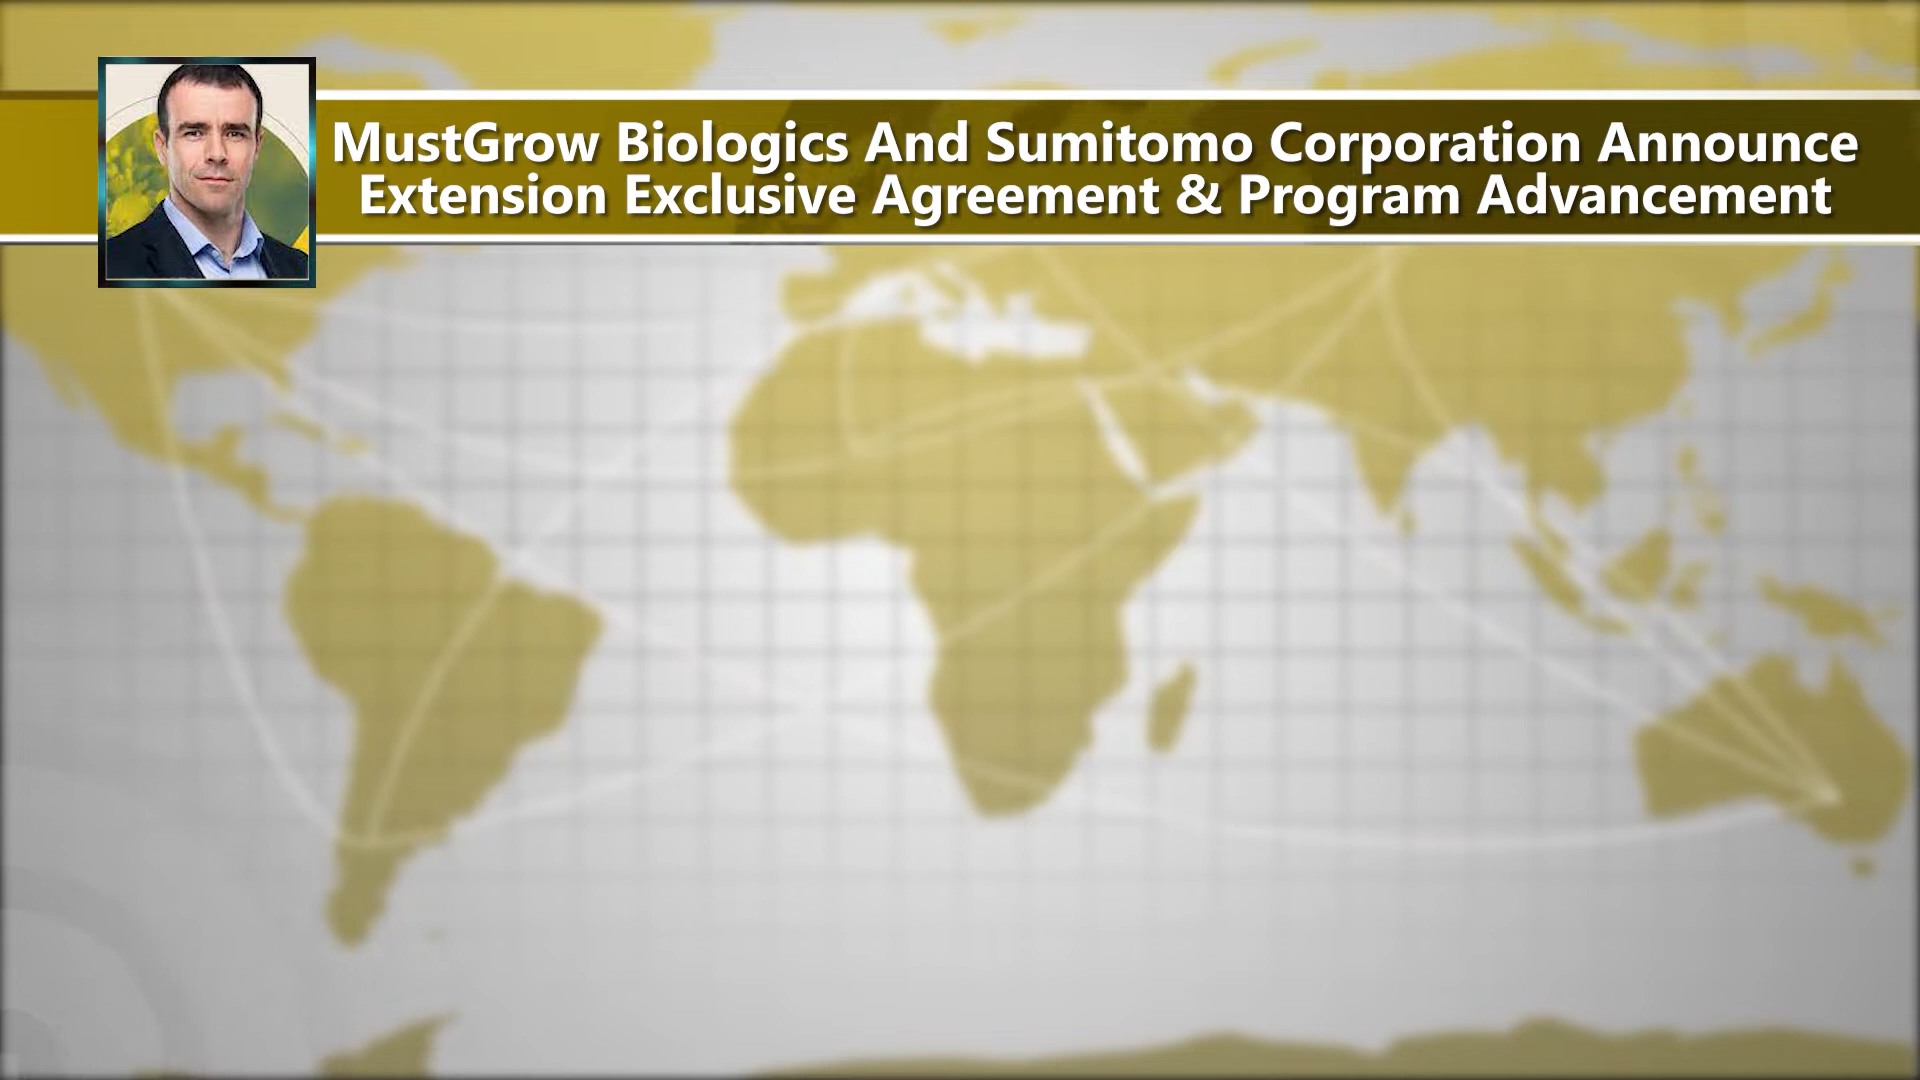 MustGrow Biologics And Sumitomo Corporation Announce
Extension Exclusive Agreement & Program Advancement